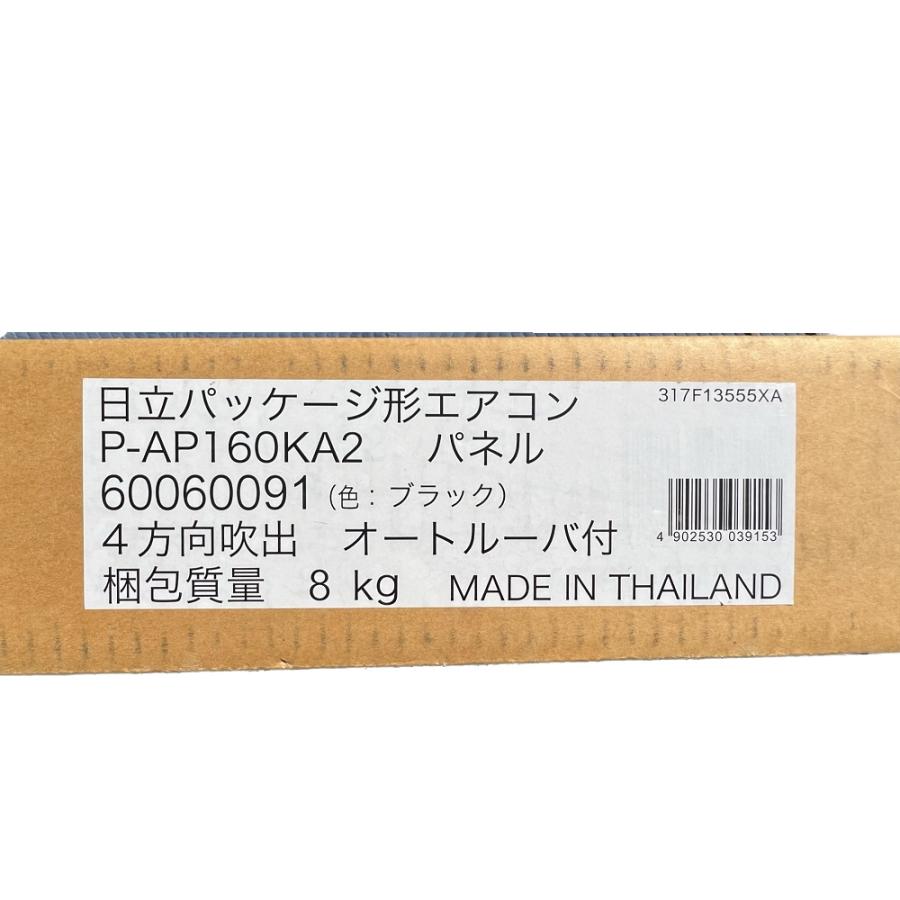 日立パッケージ形エアコン
317F13555XA
P-AP160KA2 パネル
60060091 (色：ブラック)
4方向吹出 オートルーバ付
4 902530 039153
梱包質量 8 kg MADE IN THAILAND